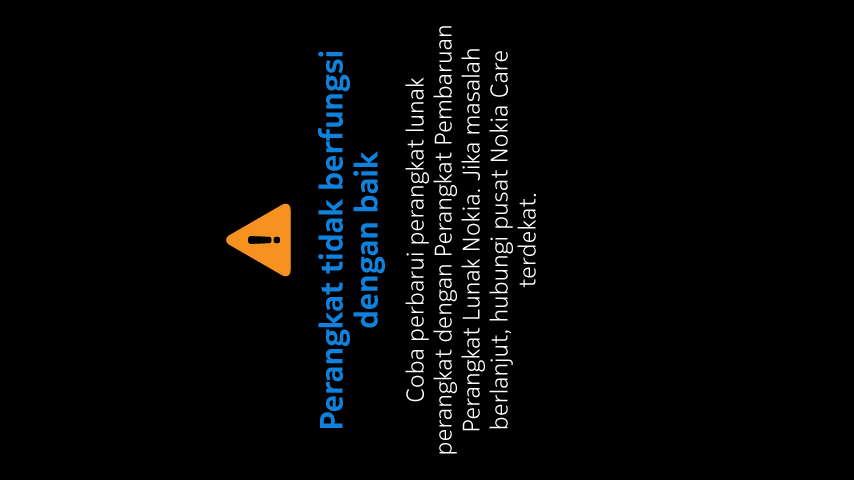 Perangkat tidak berfungsi
dengan baik
Coba perbarui perangkat lunak
perangkat dengan Perangkat Pembaruan
Perangkat Lunak Nokia. Jika masalah
berlanjut, hubungi pusat Nokia Care
terdekat.